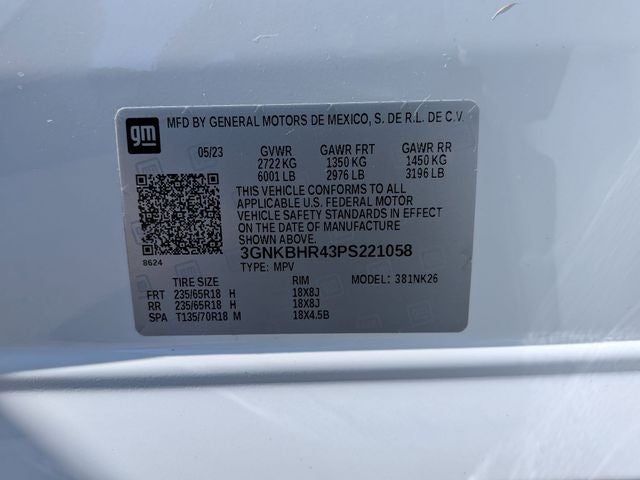 gm
MFD BY GENERAL MOTORS DE MEXICO, S. DE R.L. DE C.V.
05/23 GVWR GAWR FRT GAWR RR
2722 KG 1350 KG 1450 KG
6001 LB 2976 LB 3196 LB
THIS VEHICLE CONFORMS TO ALL
APPLICABLE U.S. FEDERAL MOTOR
VEHICLE SAFETY STANDARDS IN EFFECT
ON THE DATE OF MANUFACTURE
SHOWN ABOVE.
3GNKBHR43PS221058
8624 TYPE: MPV
TIRE SIZE RIM MODEL: 381NK26
FRT 235/65R18 H 18X8J
RR 235/65R18 H 18X8J
SPA T135/70R18 M 18X4.5B